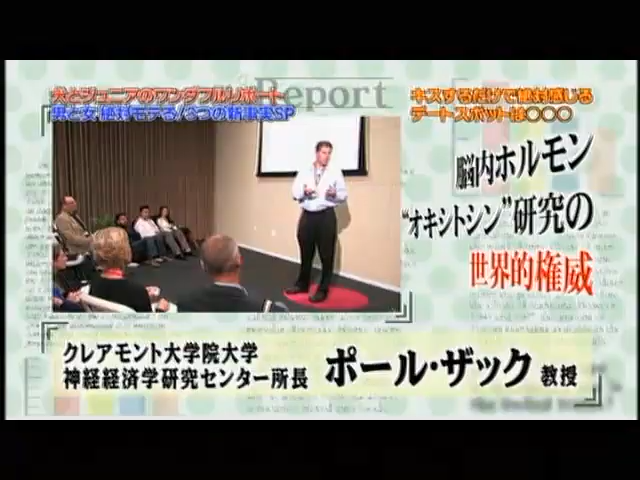 犬とジュニアのワンダフルリポート
男と女 絶対モテる!3つの新事実SP
Report
キスするだけで絶対感じる
デートスポットは○○○
脳内ホルモン
“オキシトシン”研究の
世界的権威
クレアモント大学院大学
神経経済学研究センター所長
ポール・ザック 教授